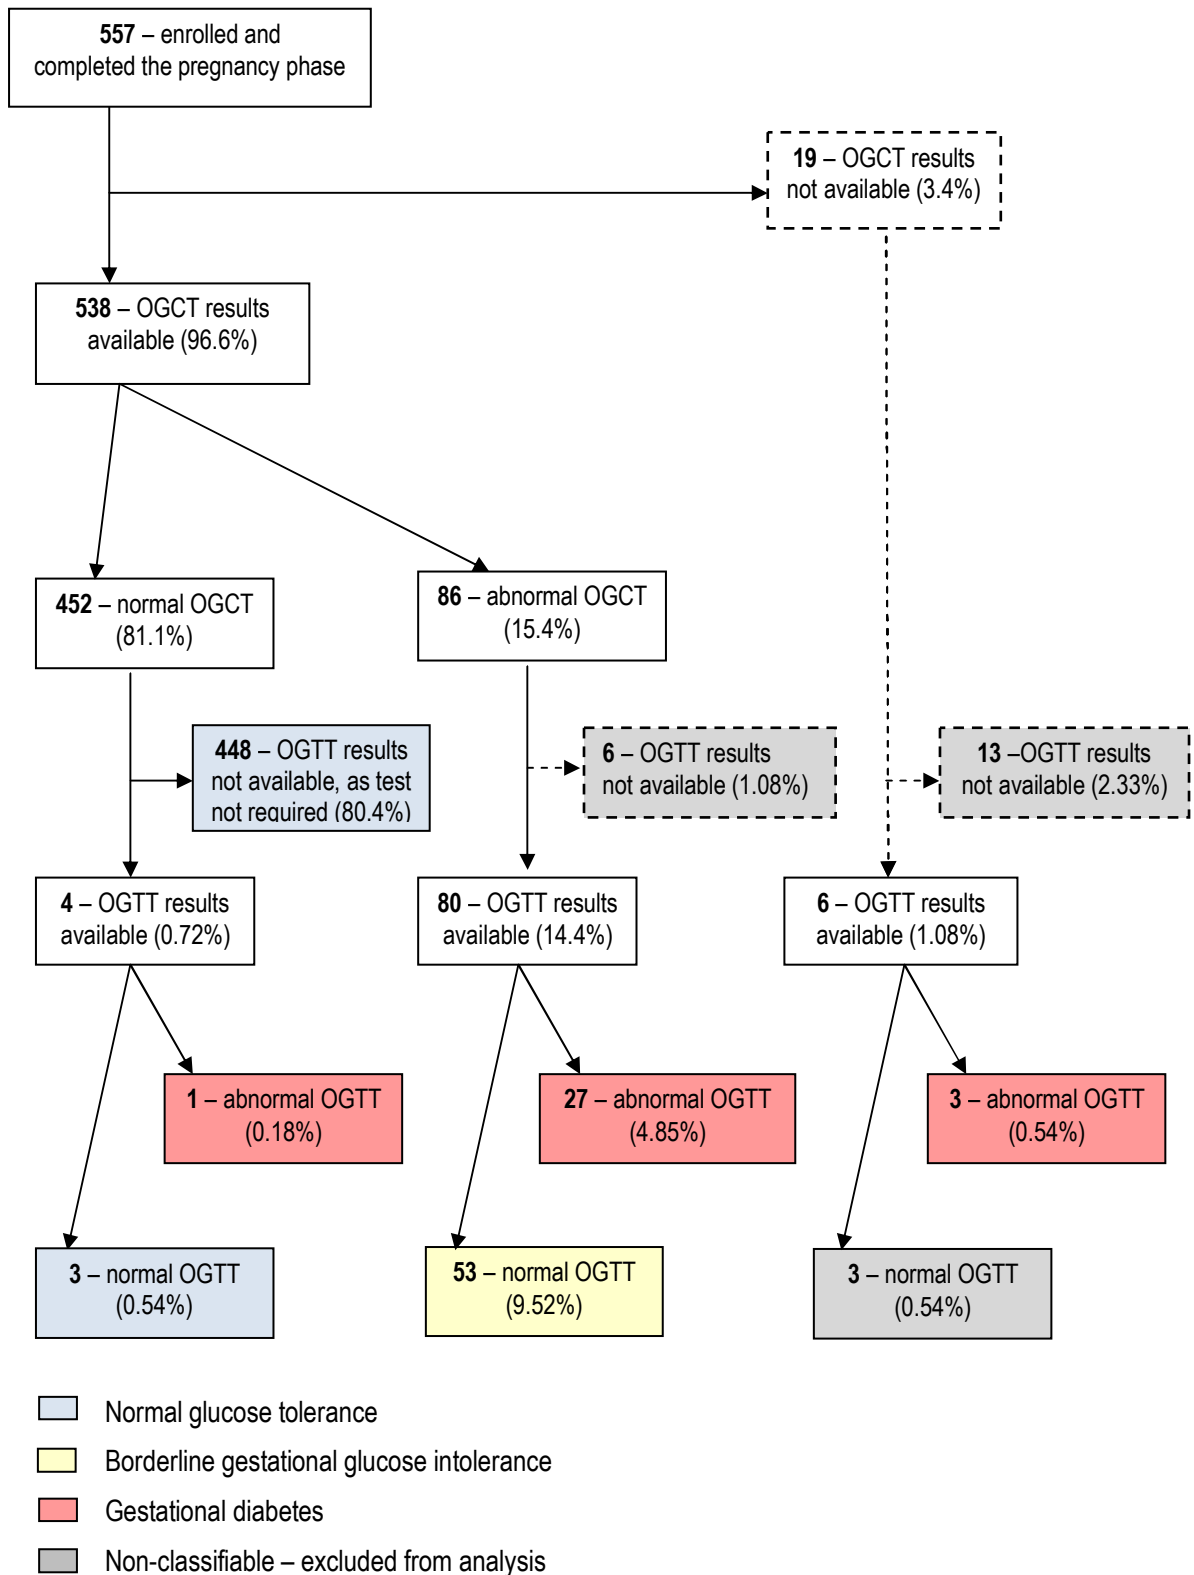 557 – enrolled and
completed the pregnancy phase
19 – OGCT results
not available (3.4%)
538 – OGCT results
available (96.6%)
452 – normal OGCT
(81.1%)
86 – abnormal OGCT
(15.4%)
448 – OGTT results
not available, as test
not required (80.4%)
6 – OGTT results
not available (1.08%)
13 –OGTT results
not available (2.33%)
4 – OGTT results
available (0.72%)
80 – OGTT results
available (14.4%)
6 – OGTT results
available (1.08%)
1 – abnormal OGTT
(0.18%)
27 – abnormal OGTT
(4.85%)
3 – abnormal OGTT
(0.54%)
3 – normal OGTT
(0.54%)
53 – normal OGTT
(9.52%)
3 – normal OGTT
(0.54%)
Normal glucose tolerance
Borderline gestational glucose intolerance
Gestational diabetes
Non-classifiable – excluded from analysis